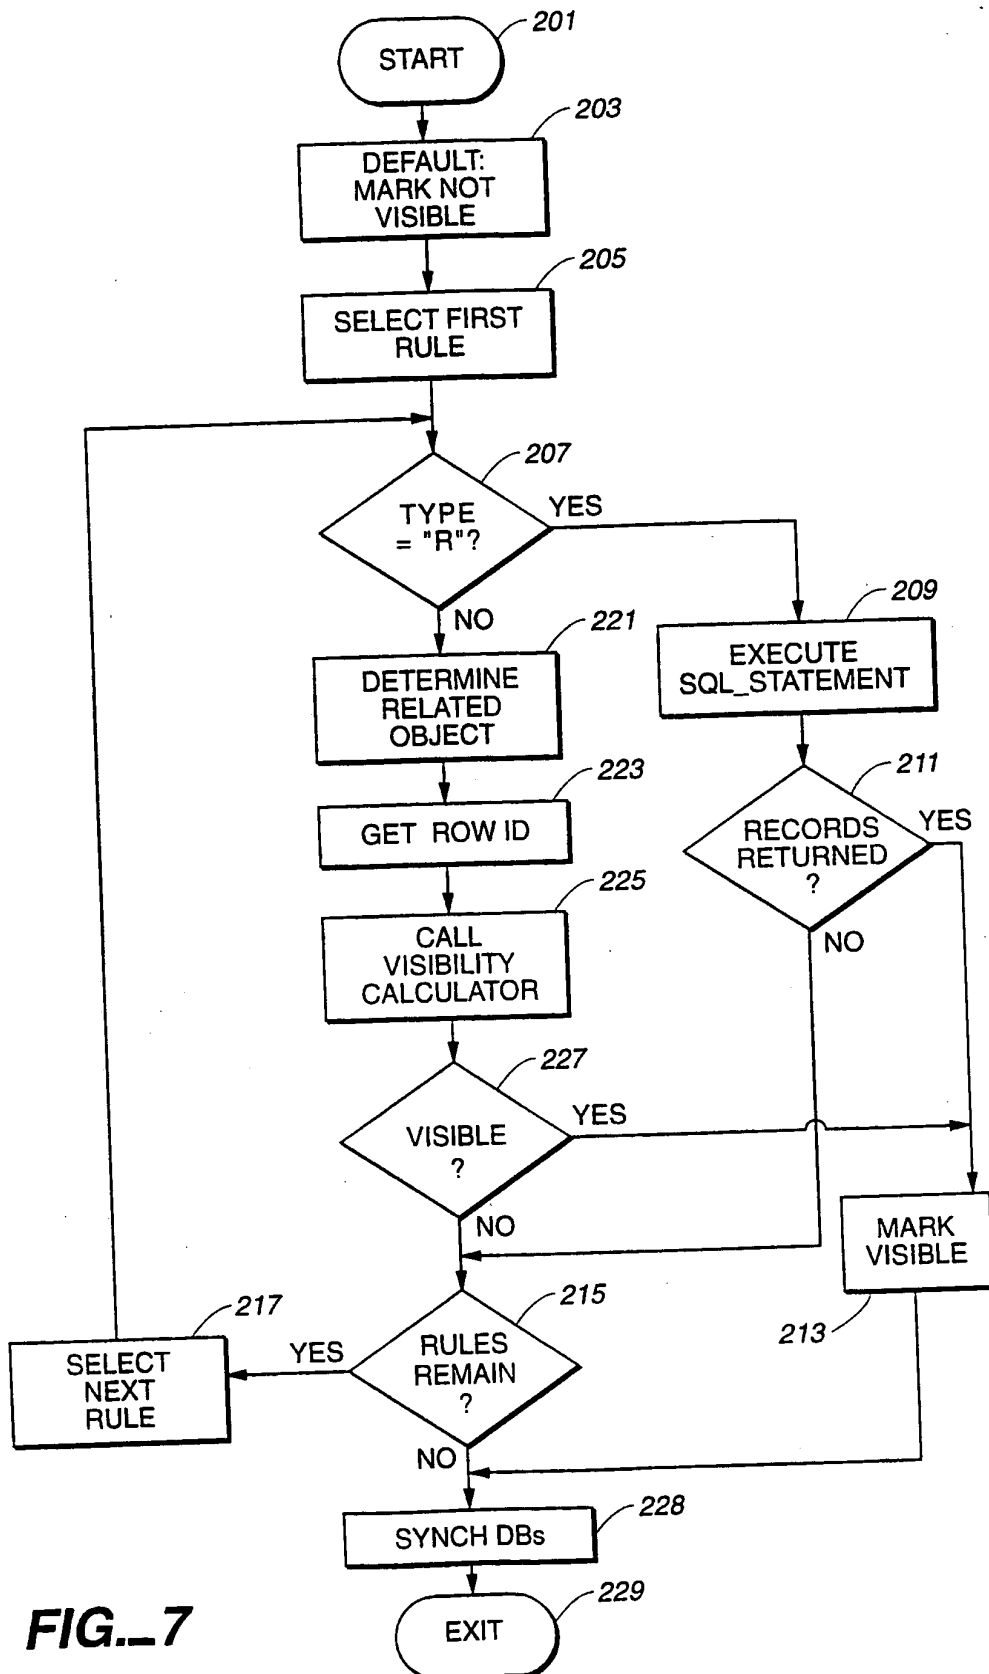 201
START
203
DEFAULT:
MARK NOT
VISIBLE
205
SELECT FIRST
RULE
207
TYPE
= "R"?
YES
NO
209
EXECUTE
SQL_STATEMENT
221
DETERMINE
RELATED
OBJECT
211
RECORDS
RETURNED
?
YES
NO
223
GET ROW ID
225
CALL
VISIBILITY
CALCULATOR
227
VISIBLE
?
YES
NO
MARK
VISIBLE
213
215
RULES
REMAIN
?
YES
NO
217
SELECT
NEXT
RULE
228
SYNCH DBs
229
EXIT
FIG._7